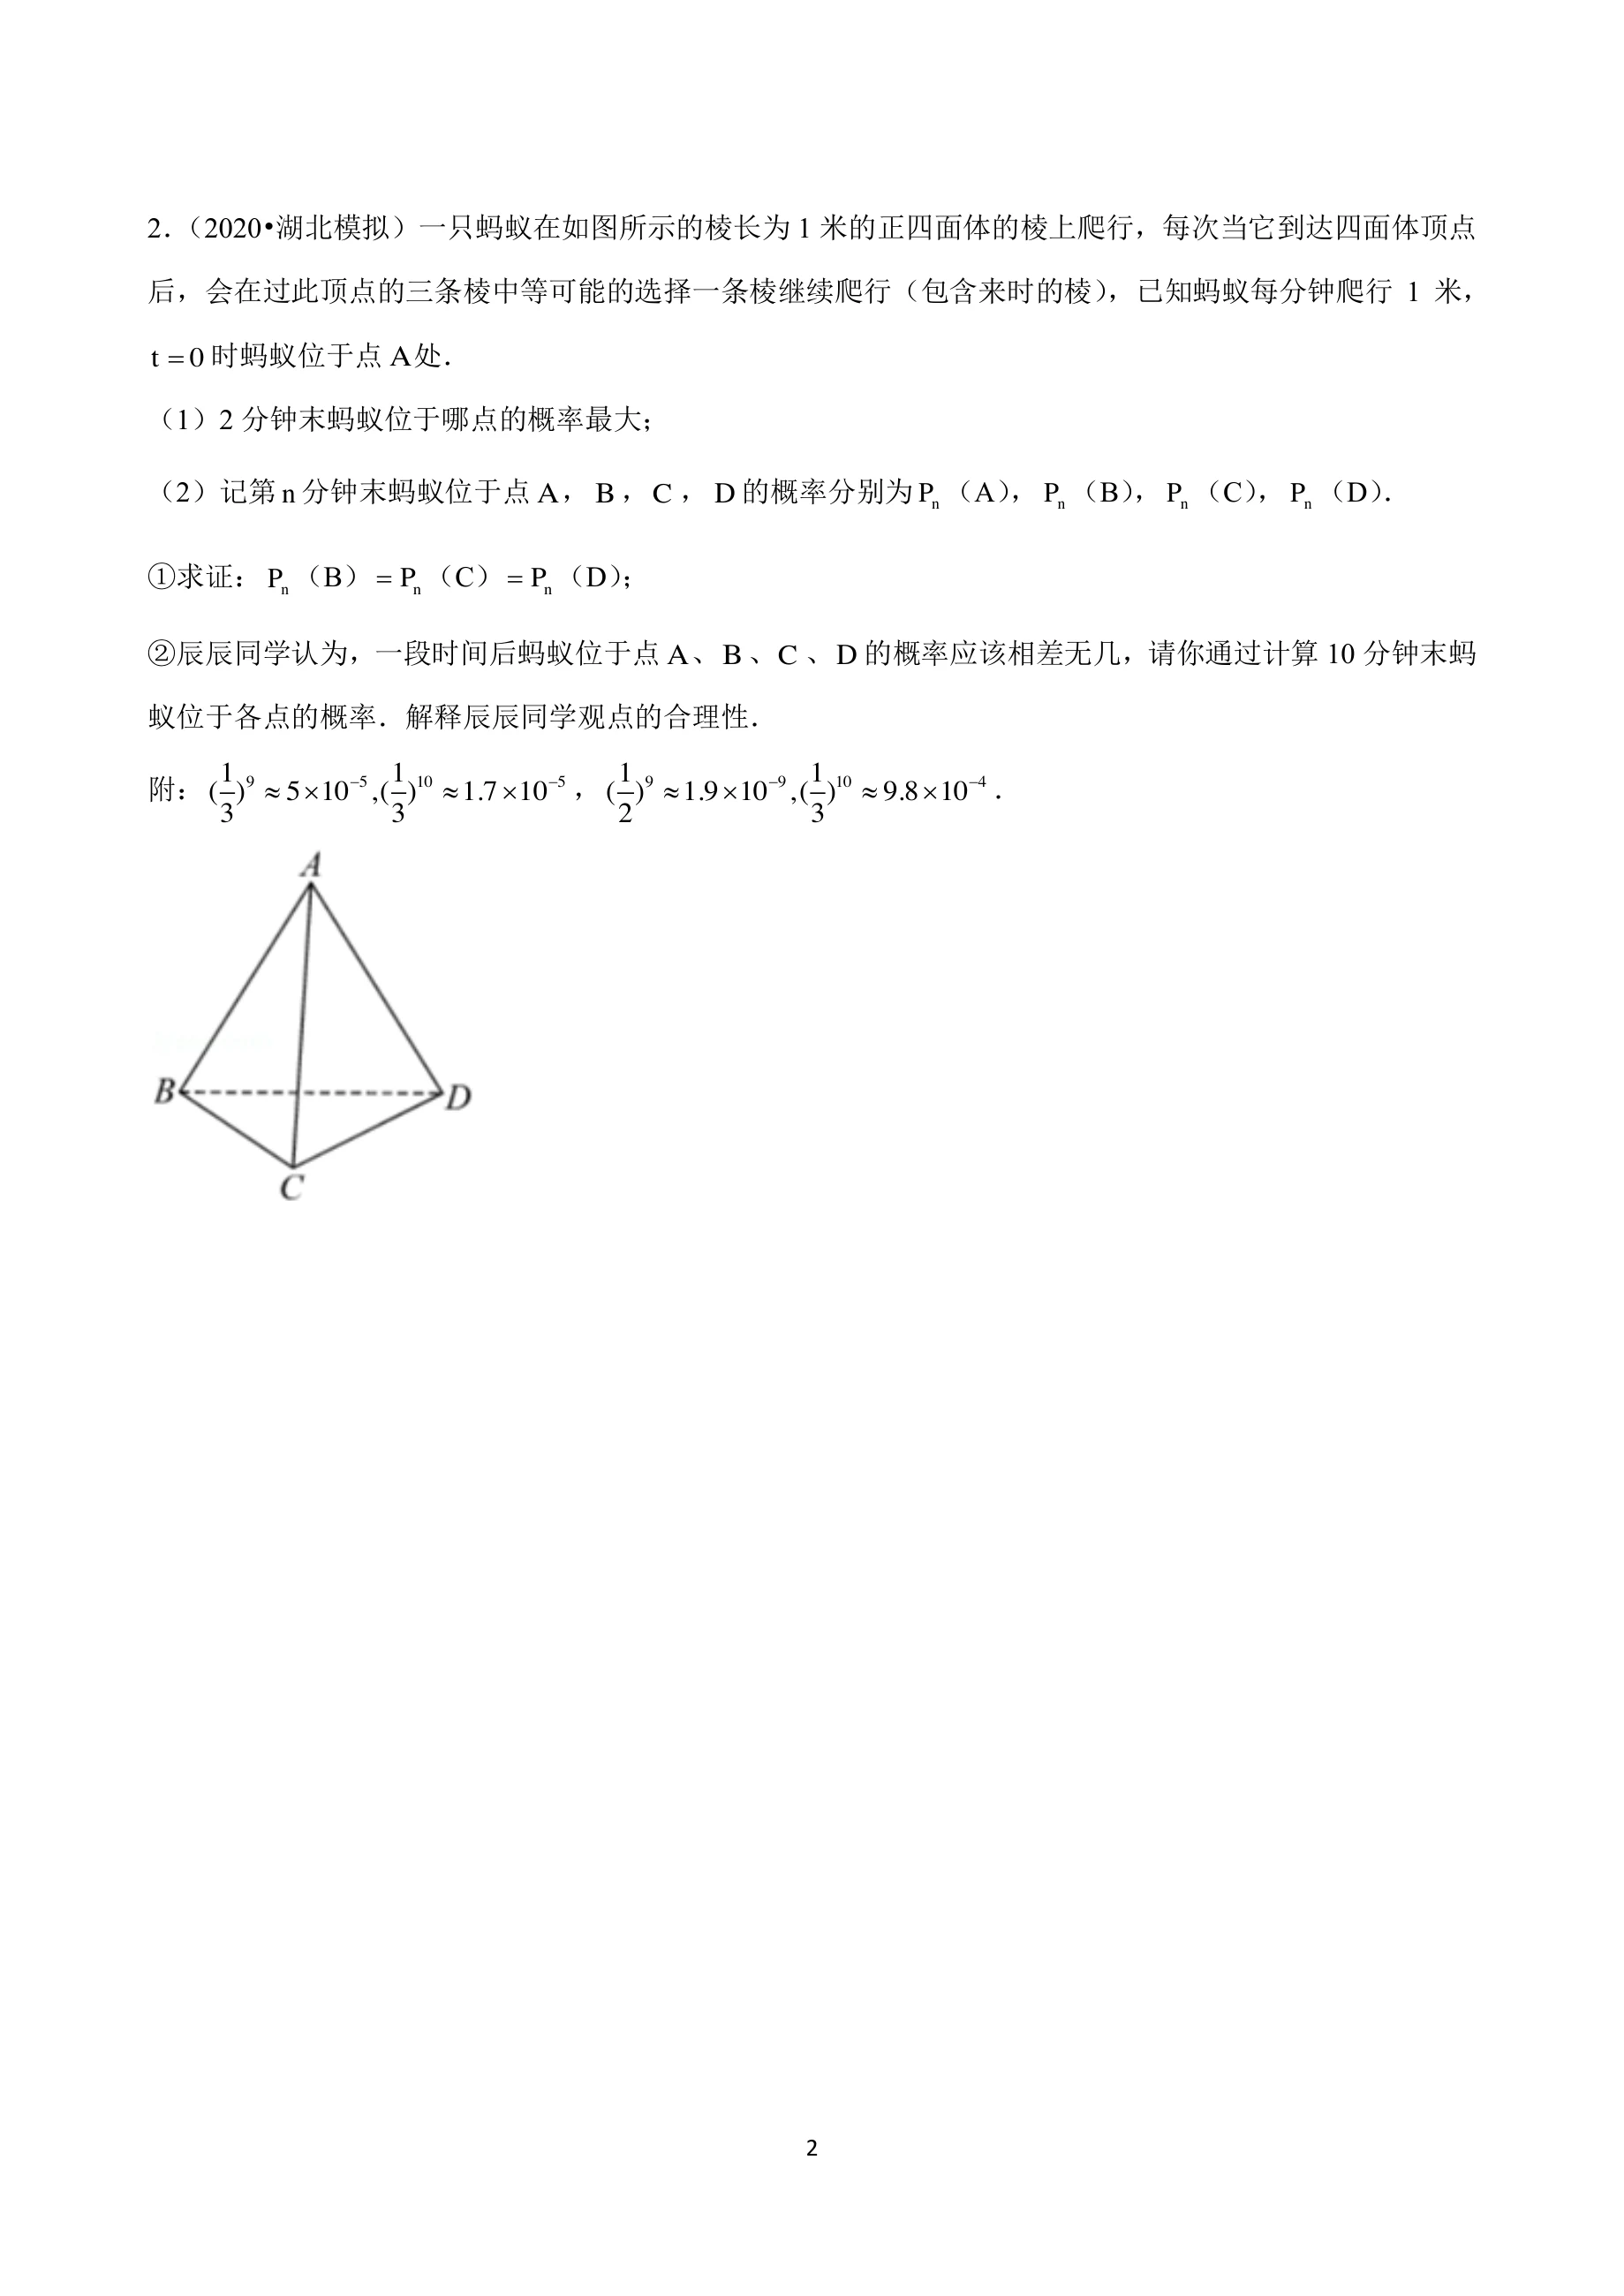 2.（2020•湖北模拟）一只蚂蚁在如图所示的棱长为 1 米的正四面体的棱上爬行，每次当它到达四面体顶点
后，会在过此顶点的三条棱中等可能的选择一条棱继续爬行（包含来时的棱），已知蚂蚁每分钟爬行 1 米，
t = 0 时蚂蚁位于点 A 处．
（1）2 分钟末蚂蚁位于哪点的概率最大；
（2）记第 n 分钟末蚂蚁位于点 A， B ，C ， D 的概率分别为 Pₙ（A）， Pₙ（B）， Pₙ（C）， Pₙ（D）．
①求证： Pₙ（B） = Pₙ（C） = Pₙ（D）；
②辰辰同学认为，一段时间后蚂蚁位于点 A、B 、C 、D 的概率应该相差无几，请你通过计算 10 分钟末蚂
蚁位于各点的概率．解释辰辰同学观点的合理性．
附： (1/3)⁹ ≈ 5×10⁻⁵ ,(1/3)¹⁰ ≈ 1.7×10⁻⁵ ， (1/2)⁹ ≈ 1.9×10⁻⁹ ,(1/3)¹⁰ ≈ 9.8×10⁻⁴ ．
A
B
D
C
2